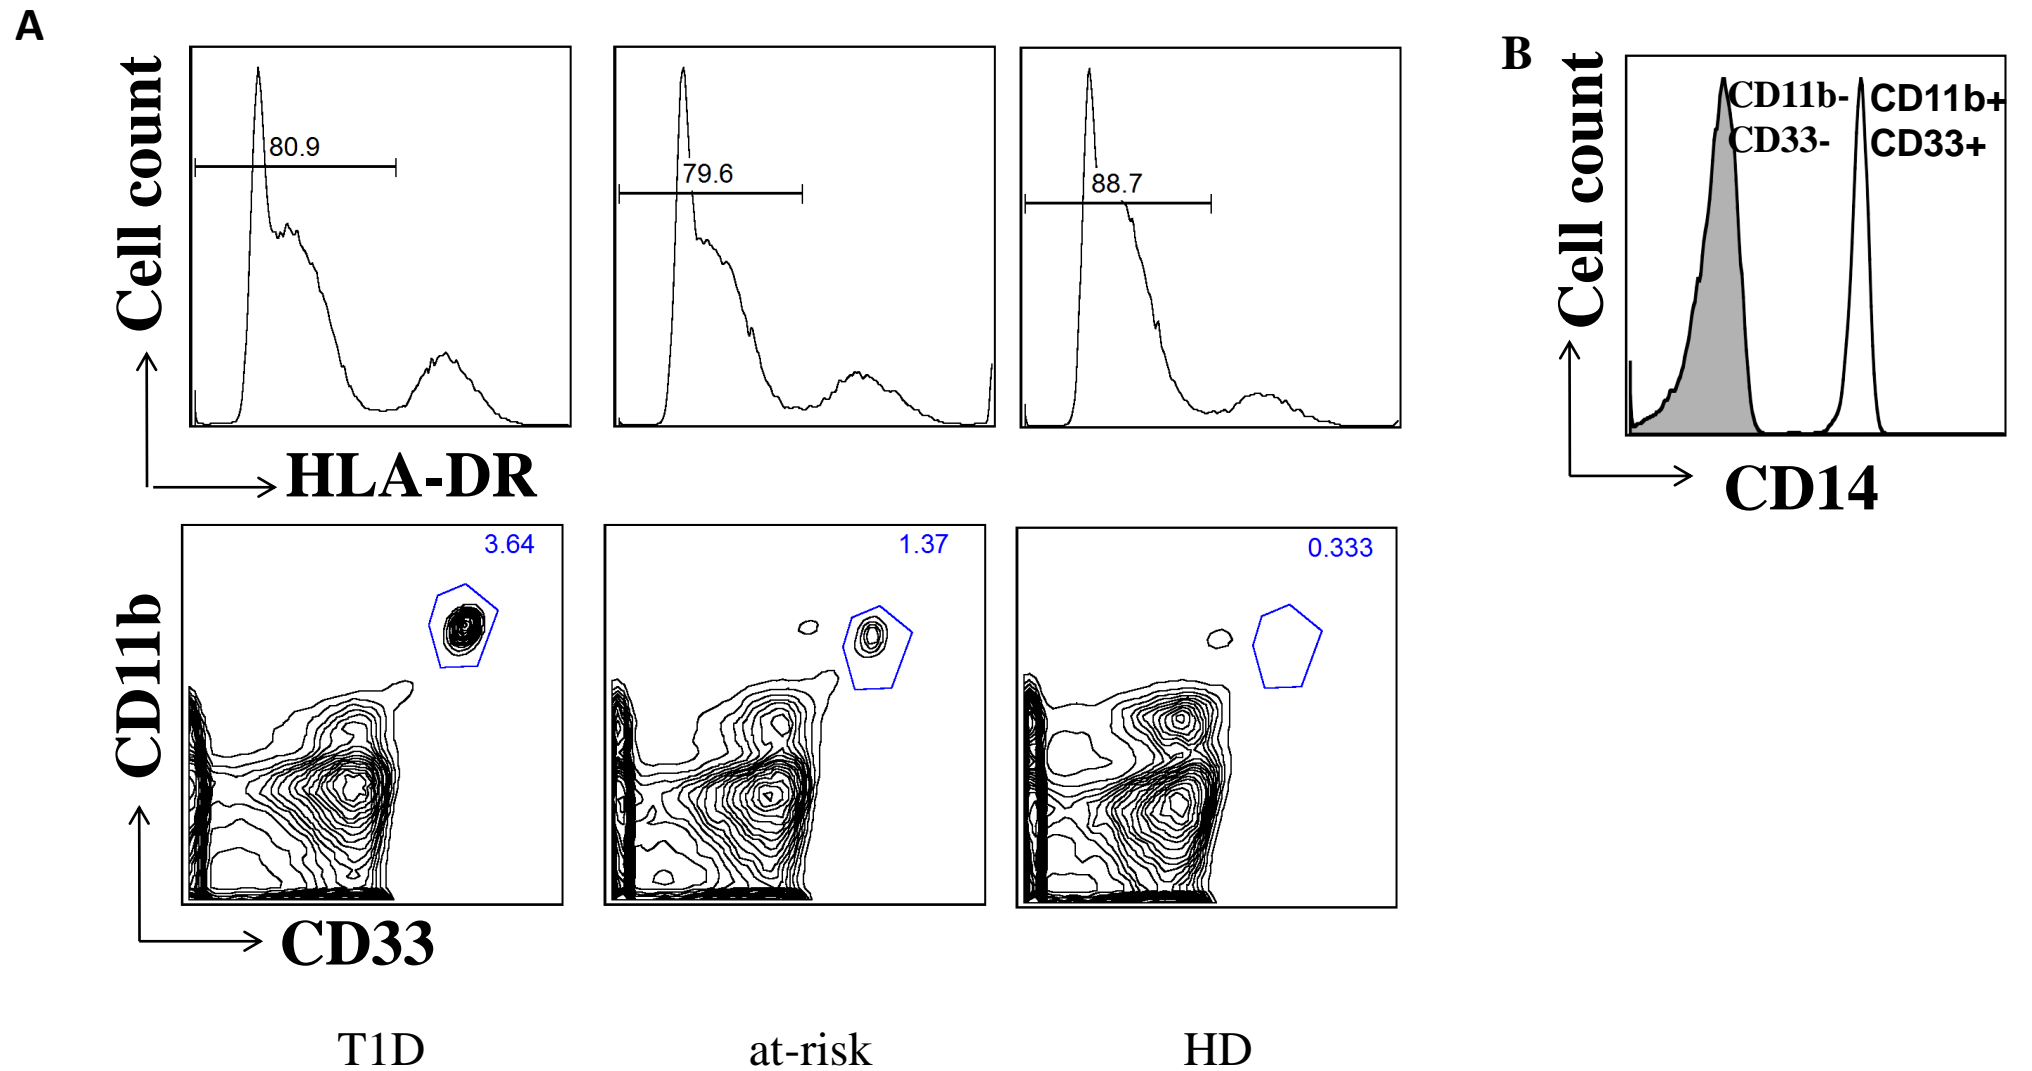 A
Cell count
80.9
79.6
88.7
HLA-DR
B
Cell count
CD11b-
CD33-
CD11b+
CD33+
CD14
CD11b
3.64
1.37
0.333
CD33
T1D
at-risk
HD